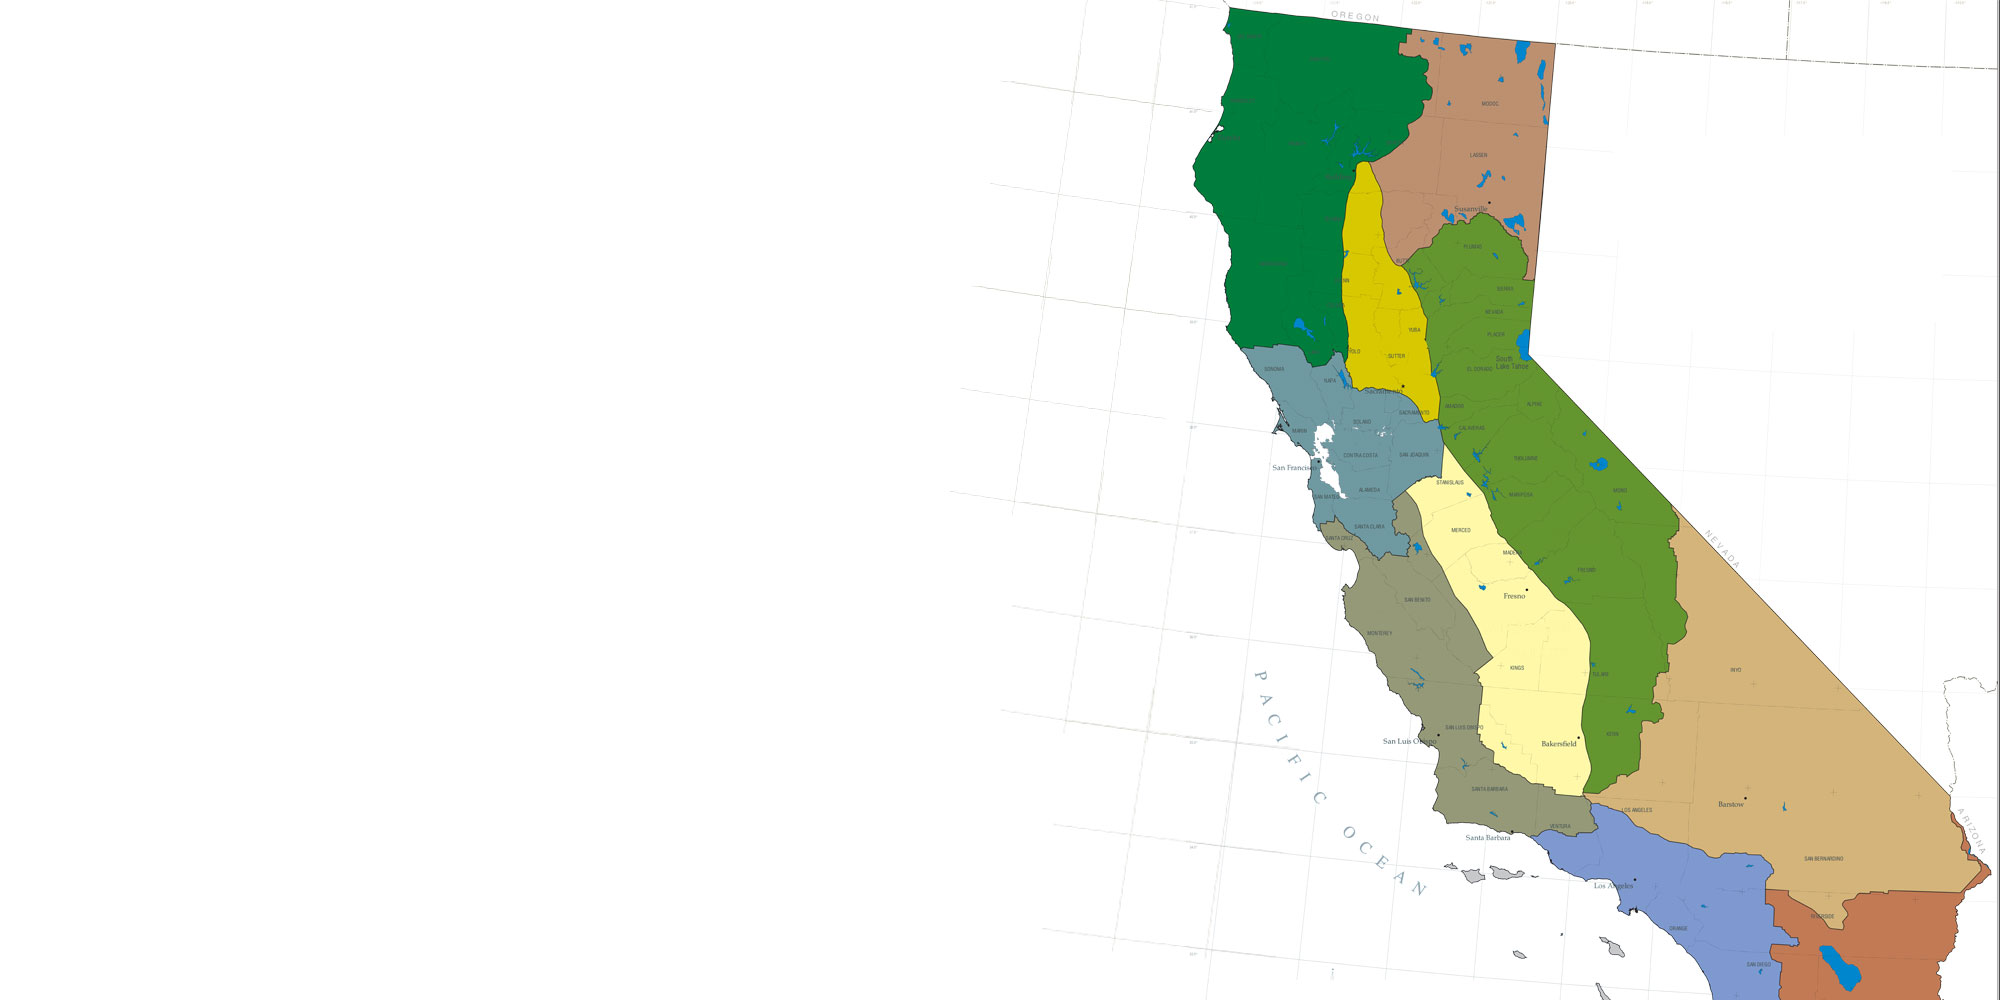 OREGON
MODOC
LASSEN
Susanville
PLUMAS
BUTTE
SIERRA
NEVADA
YUBA
PLACER
YOLO
SUTTER
South
Lake Tahoe
EL DORADO
SONOMA
NAPA
Sacramento
AMADOR
ALPINE
SACRAMENTO
SOLANO
MARIN
CALAVERAS
CONTRA COSTA
SAN JOAQUIN
TUOLUMNE
San Francisco
STANISLAUS
ALAMEDA
SAN MATEO
MARIPOSA
MONO
SANTA CLARA
MERCED
SANTA CRUZ
NEVADA
MADERA
FRESNO
Fresno
SAN BENITO
MONTEREY
KINGS
INYO
TULARE
PACIFIC OCEAN
SAN LUIS OBISPO
KERN
San Luis Obispo
Bakersfield
SANTA BARBARA
Barstow
LOS ANGELES
ARIZONA
VENTURA
Santa Barbara
SAN BERNARDINO
Los Angeles
RIVERSIDE
ORANGE
SAN DIEGO